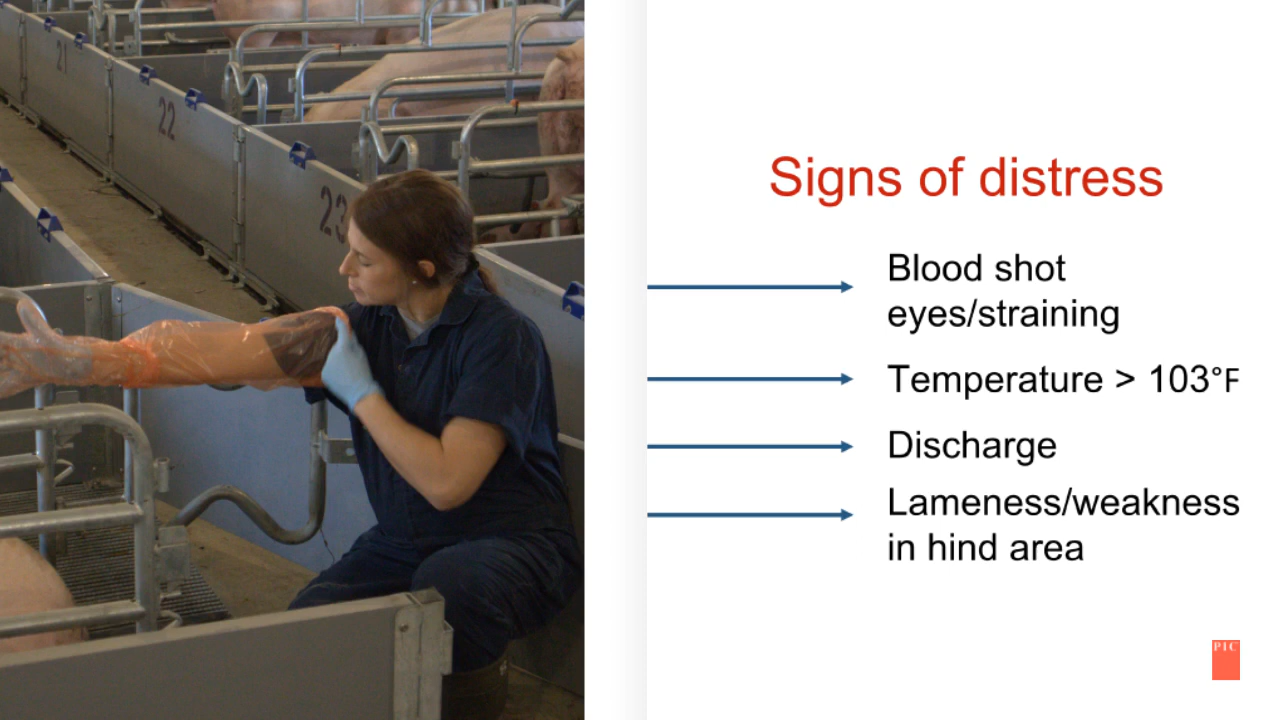 21
22
23
Signs of distress
Blood shot
eyes/straining
Temperature > 103°F
Discharge
Lameness/weakness
in hind area
PIC